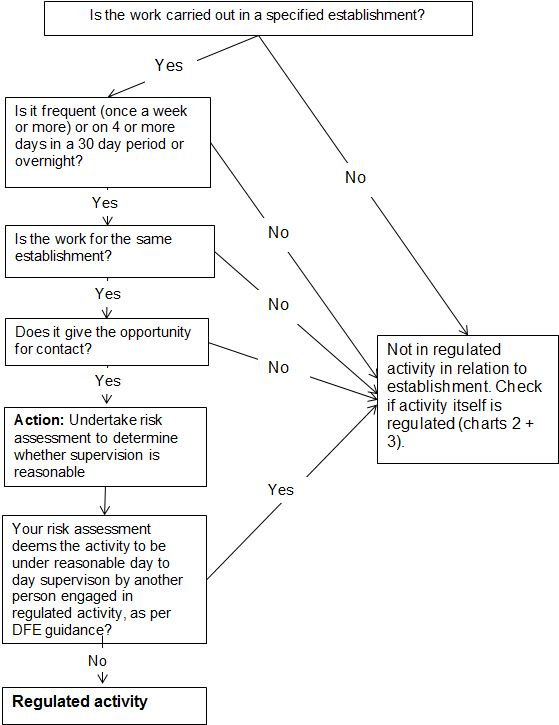 Is the work carried out in a specified establishment?
Yes
Is it frequent (once a week
or more) or on 4 or more
days in a 30 day period or
overnight?
No
Yes
No
Is the work for the same
establishment?
Yes
No
Does it give the opportunity
for contact?
No
Yes
Not in regulated
activity in relation to
establishment. Check
if activity itself is
regulated (charts 2 +
3).
Action: Undertake risk
assessment to determine
whether supervision is
reasonable
Yes
Your risk assessment
deems the activity to be
under reasonable day to
day supervison by another
person engaged in
regulated activity, as per
DFE guidance?
No
Regulated activity